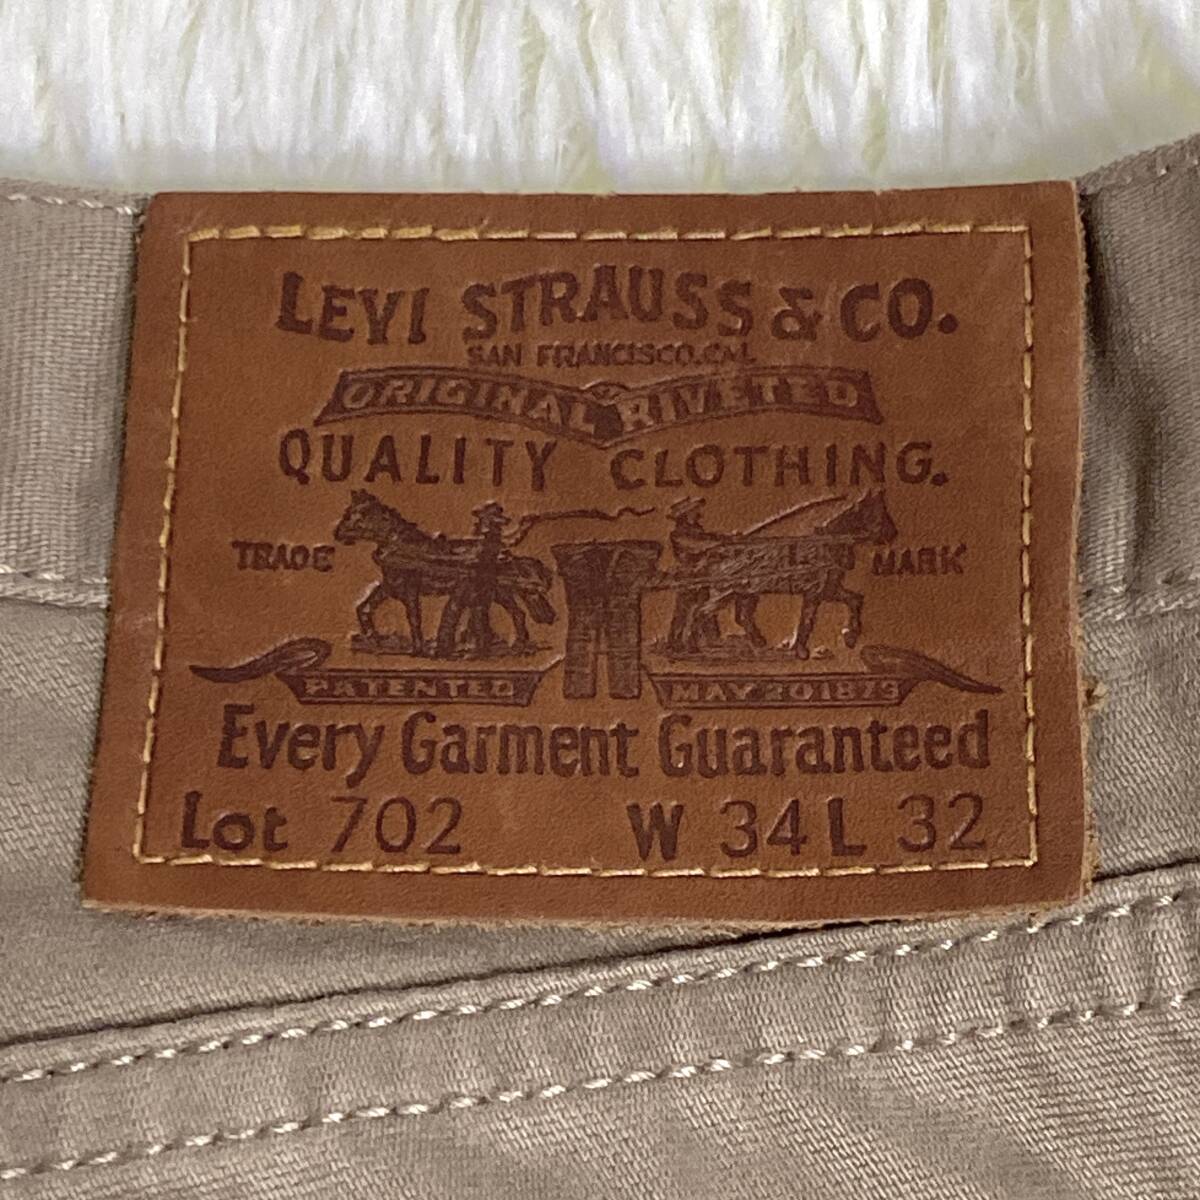 LEVI STRAUSS & CO.
SAN FRANCISCO, CAL
ORIGINAL RIVETED
QUALITY CLOTHING.
TRADE MARK
PATENTED MAY 20 1873
Every Garment Guaranteed
Lot 702 W 34 L 32